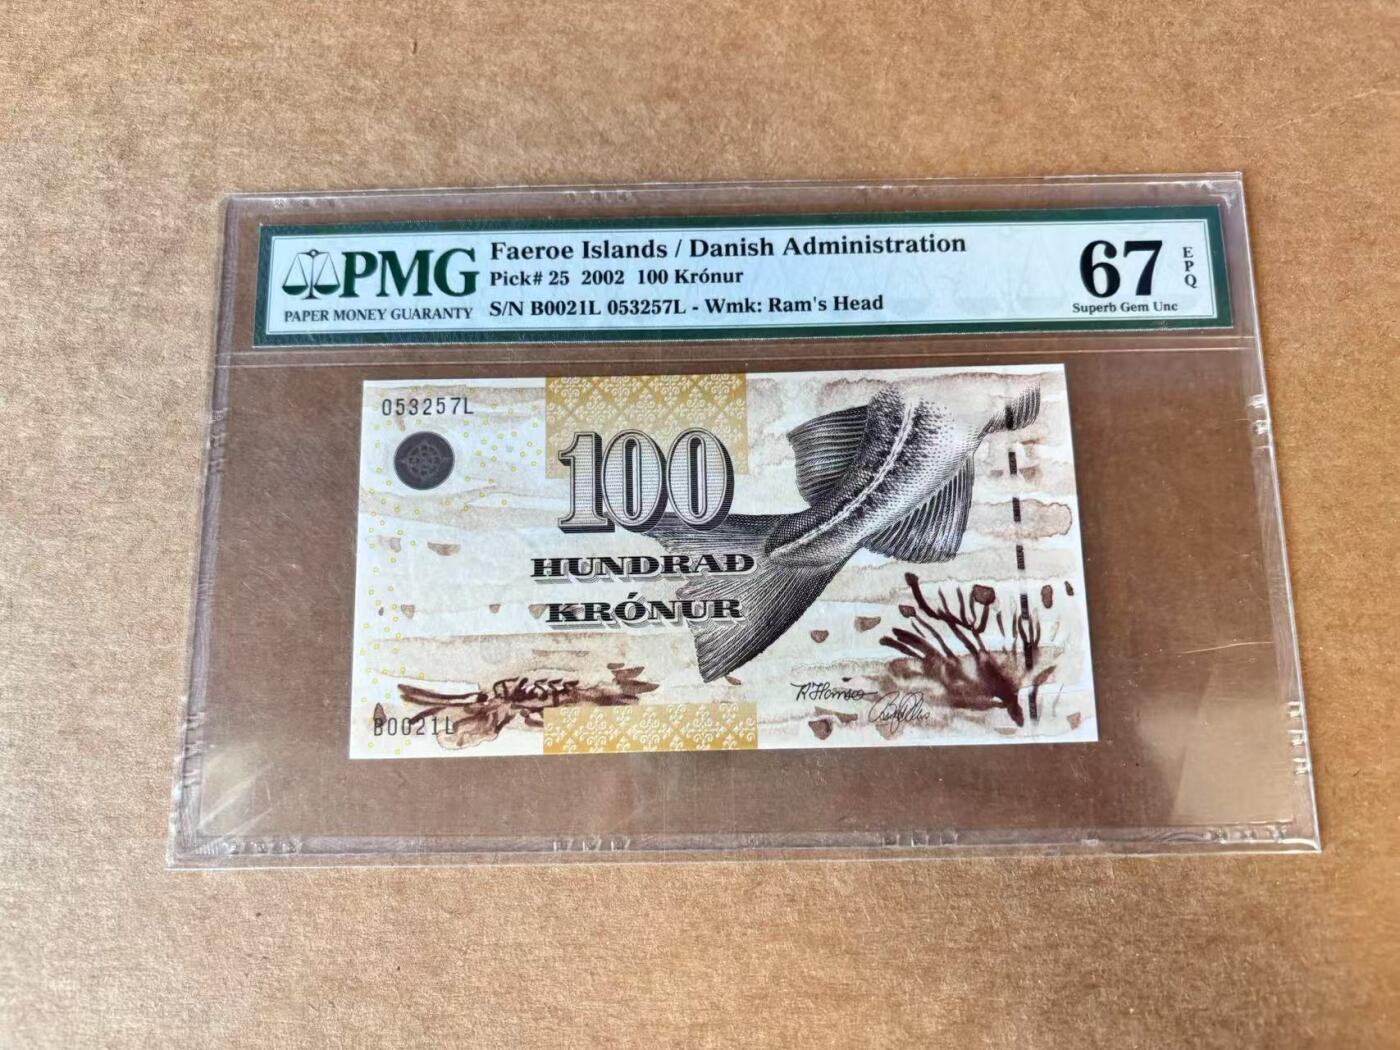 PMG
PAPER MONEY GUARANTY
Faeroe Islands / Danish Administration
Pick# 25 2002 100 Krónur
S/N B0021L 053257L - Wmk: Ram's Head
67
EPQ
Superb Gem Unc
053257L
100
HUNDRAÐ
KRÓNUR
B0021L